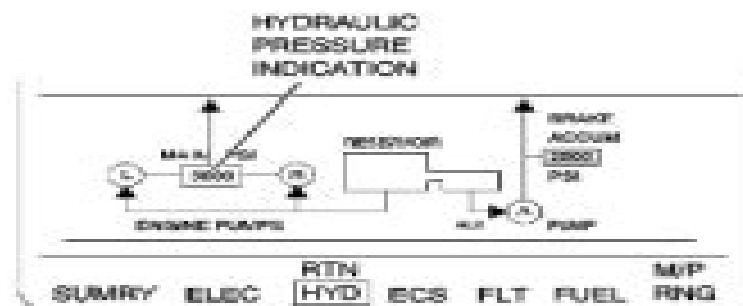 HYDRAULIC
PRESSURE
INDICATION
BRAKE
ACCUM
RESERVOIR
MAIN PSI
3000
PSI
ENGINE PUMPS
AUX
PUMP
RTN
M/P
SUMRY ELEC HYD ECS FLT FUEL RNG